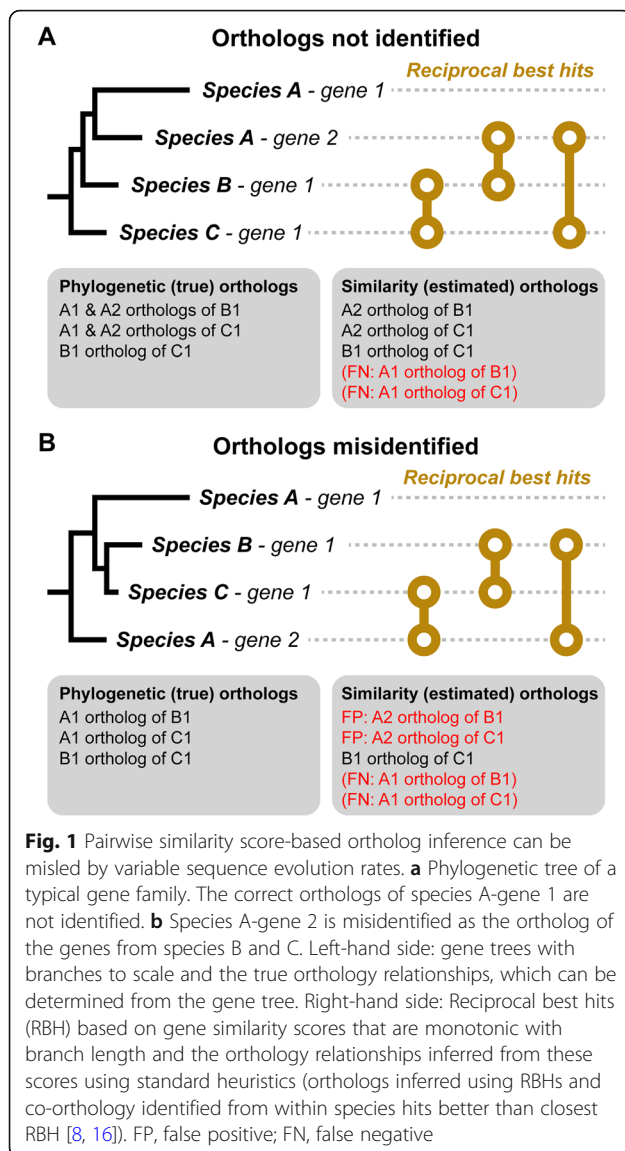 A
Orthologs not identified
Reciprocal best hits
Species A - gene 1
Species A - gene 2
Species B - gene 1
Species C - gene 1
Phylogenetic (true) orthologs
A1 & A2 orthologs of B1
A1 & A2 orthologs of C1
B1 ortholog of C1
Similarity (estimated) orthologs
A2 ortholog of B1
A2 ortholog of C1
B1 ortholog of C1
(FN: A1 ortholog of B1)
(FN: A1 ortholog of C1)
B
Orthologs misidentified
Reciprocal best hits
Species A - gene 1
Species B - gene 1
Species C - gene 1
Species A - gene 2
Phylogenetic (true) orthologs
A1 ortholog of B1
A1 ortholog of C1
B1 ortholog of C1
Similarity (estimated) orthologs
FP: A2 ortholog of B1
FP: A2 ortholog of C1
B1 ortholog of C1
(FN: A1 ortholog of B1)
(FN: A1 ortholog of C1)
Fig. 1 Pairwise similarity score-based ortholog inference can be
misled by variable sequence evolution rates. a Phylogenetic tree of a
typical gene family. The correct orthologs of species A-gene 1 are
not identified. b Species A-gene 2 is misidentified as the ortholog of
the genes from species B and C. Left-hand side: gene trees with
branches to scale and the true orthology relationships, which can be
determined from the gene tree. Right-hand side: Reciprocal best hits
(RBH) based on gene similarity scores that are monotonic with
branch length and the orthology relationships inferred from these
scores using standard heuristics (orthologs inferred using RBHs and
co-orthology identified from within species hits better than closest
RBH [8, 16]). FP, false positive; FN, false negative